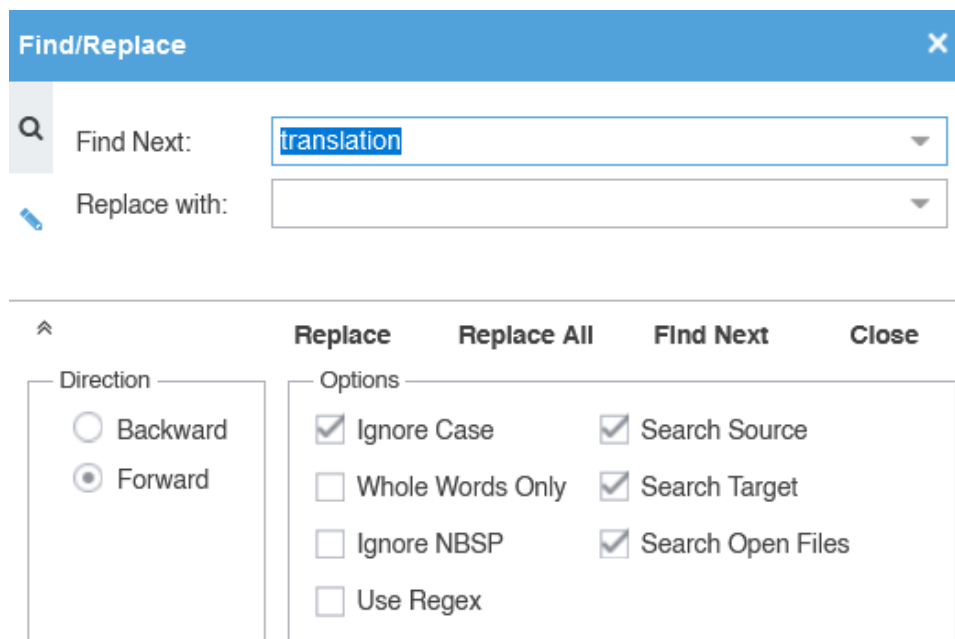 Find/Replace
Find Next:
translation
Replace with:
Replace
Replace All
Find Next
Close
Direction
Backward
Forward
Options
Ignore Case
Search Source
Whole Words Only
Search Target
Ignore NBSP
Search Open Files
Use Regex